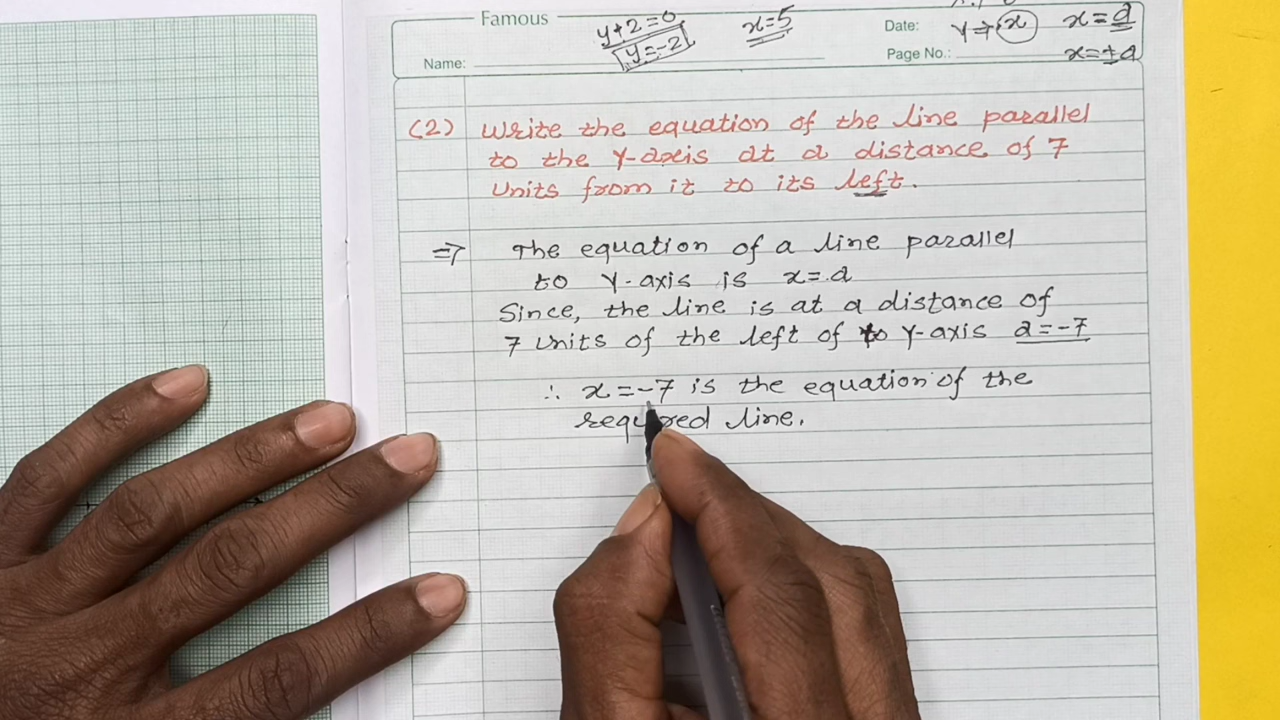 Famous
y+2=0
y=-2
x=5
Date:
Y ⇒ x
x=a
Name:
Page No.:
x=±a
(2) Write the equation of the line parallel
to the Y-axis at a distance of 7
Units from it to its left.
⇒ The equation of a line parallel
to Y-axis is x=a
Since, the line is at a distance of
7 Units of the left of to Y-axis a=-7
∴ x=-7 is the equation of the
line.